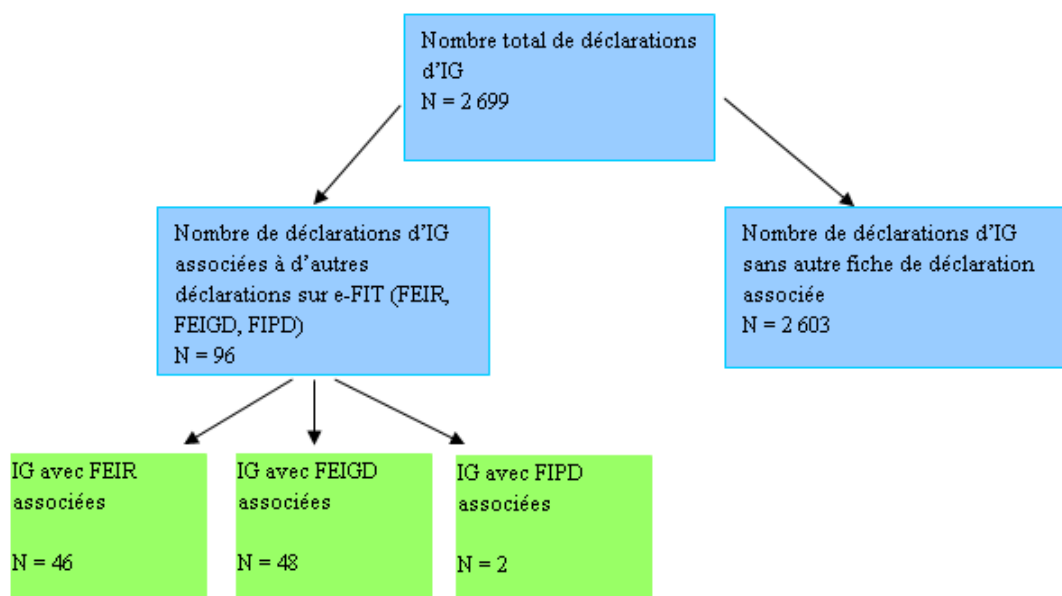 Nombre total de déclarations
d'IG
N = 2 699
Nombre de déclarations d'IG
associées à d'autres
déclarations sur e-FIT (FEIR,
FEIGD, FIPD)
N = 96
Nombre de déclarations d'IG
sans autre fiche de déclaration
associée
N = 2 603
IG avec FEIR
associées
N = 46
IG avec FEIGD
associées
N = 48
IG avec FIPD
associées
N = 2